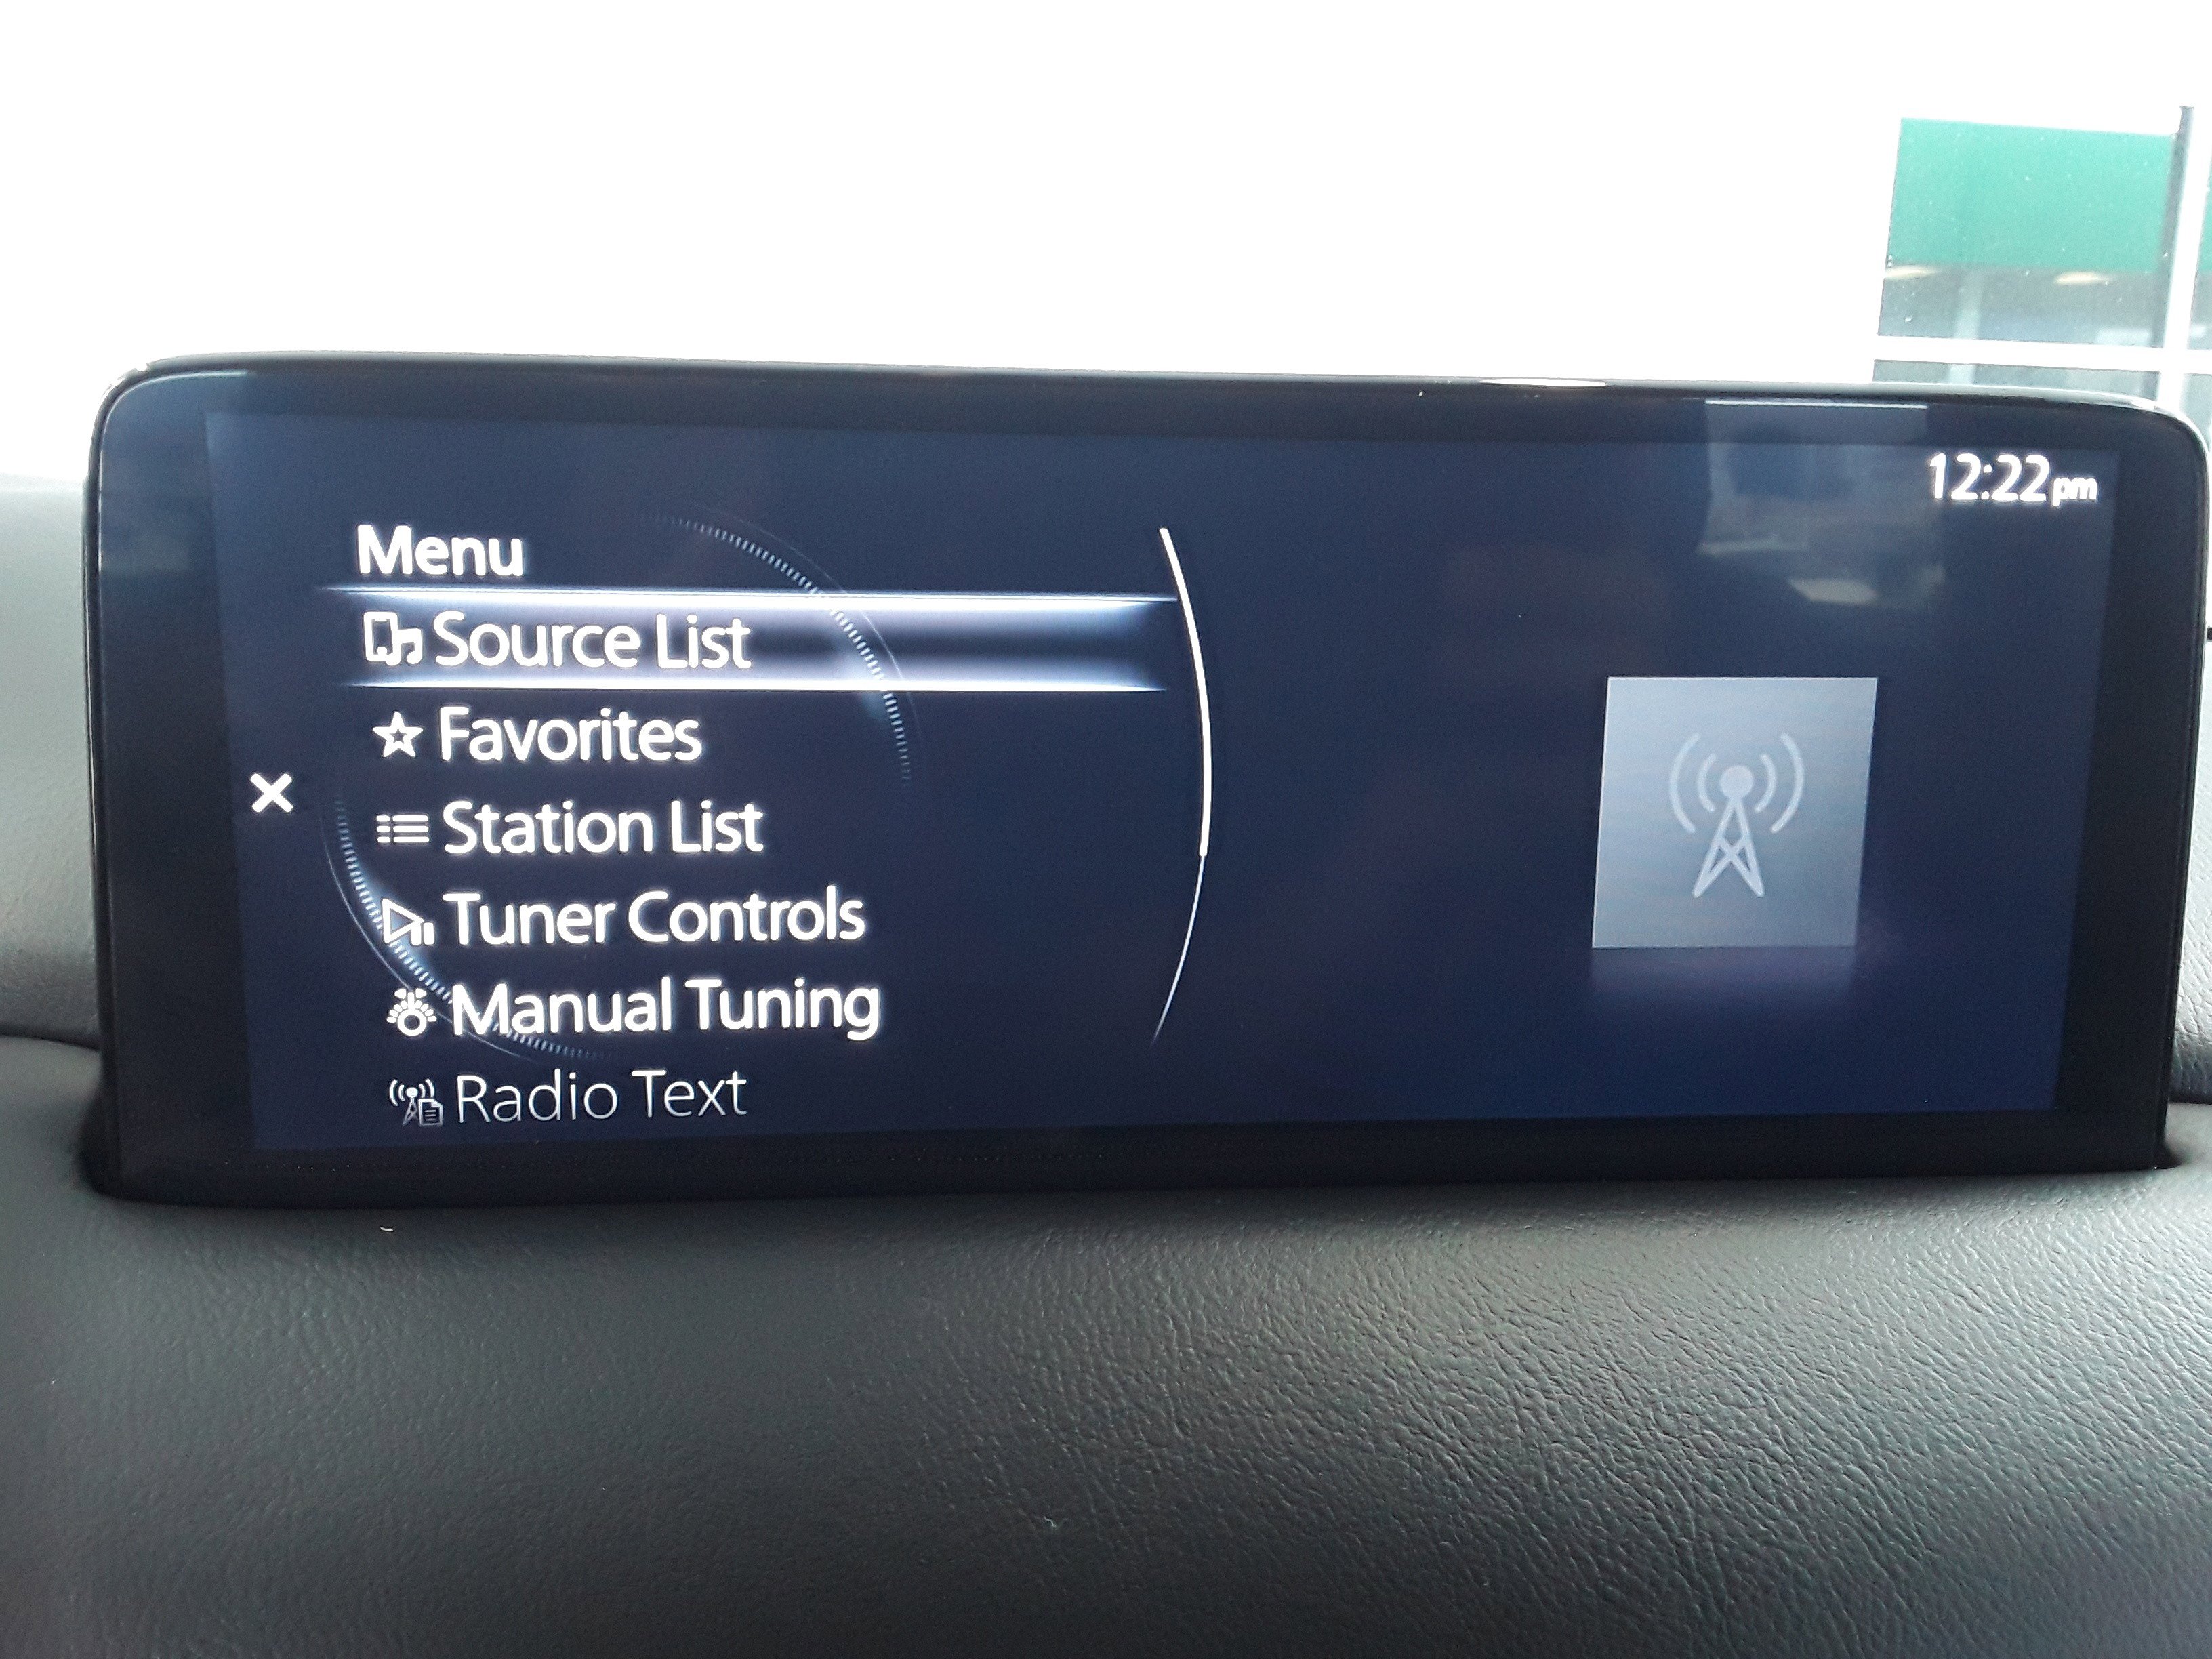 12:22pm
Menu
Source List
Favorites
Station List
Tuner Controls
Manual Tuning
Radio Text